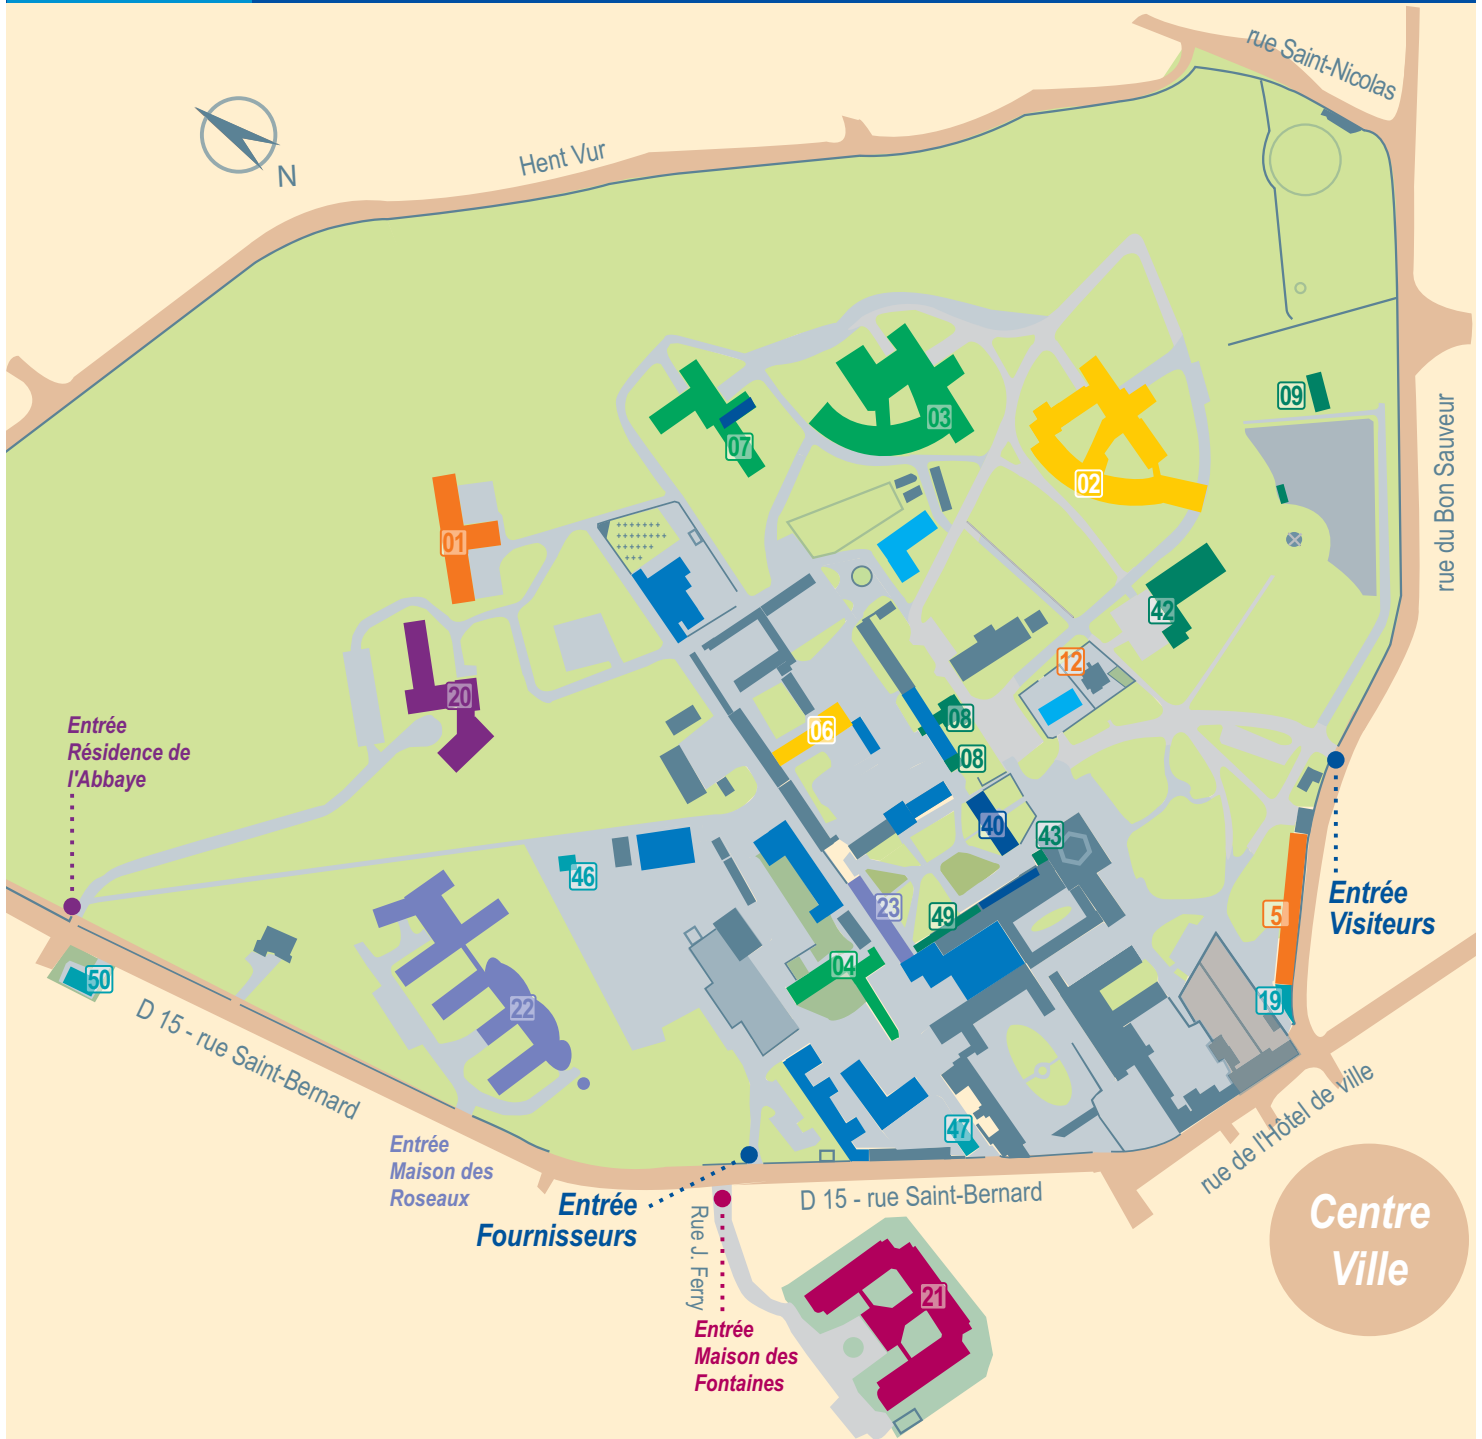 rue Saint-Nicolas
Hent Vur
N
09
03
07
02
rue du Bon Sauveur
01
42
12
20
08
06
08
Entrée
Résidence de
l'Abbaye
40
43
46
23
49
5
Entrée
Visiteurs
04
50
22
19
D 15 - rue Saint-Bernard
47
rue de l'Hôtel de ville
Entrée
Maison des
Roseaux
Entrée
Fournisseurs
D 15 - rue Saint-Bernard
Rue J. Ferry
Centre
Ville
21
Entrée
Maison des
Fontaines